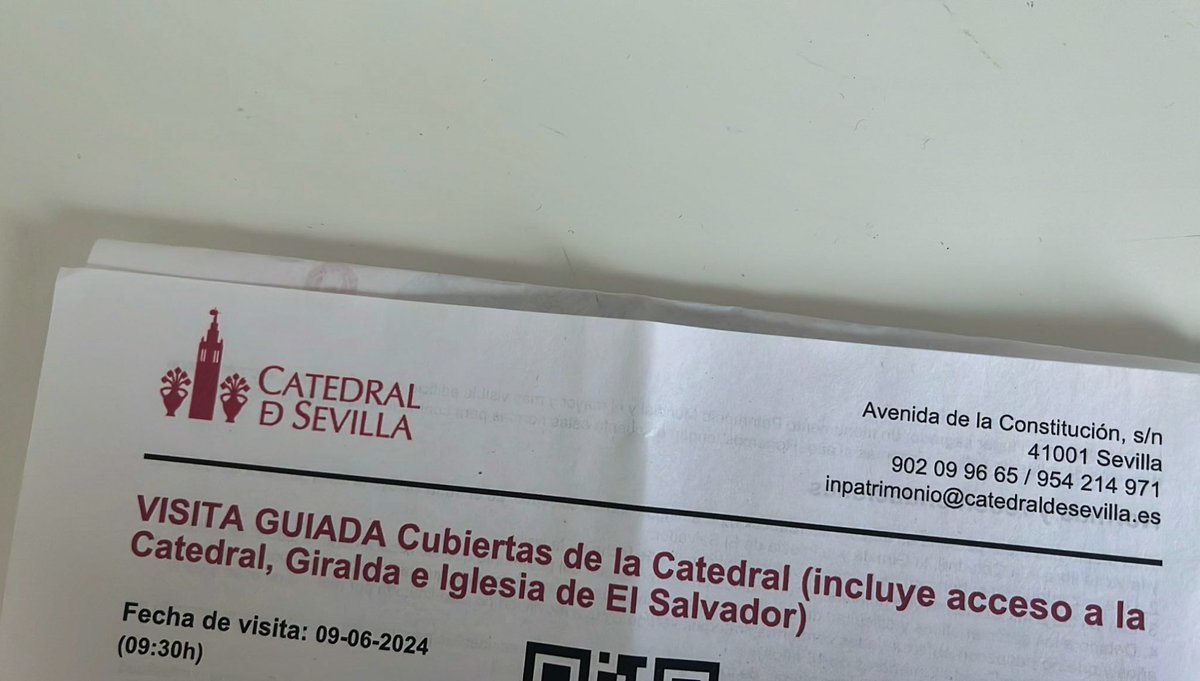 CATEDRAL
D SEVILLA
Avenida de la Constitución, s/n
41001 Sevilla
902 09 96 65 / 954 214 971
inpatrimonio@catedraldesevilla.es
VISITA GUIADA Cubiertas de la Catedral (incluye acceso a la
Catedral, Giralda e Iglesia de El Salvador)
Fecha de visita: 09-06-2024
(09:30h)